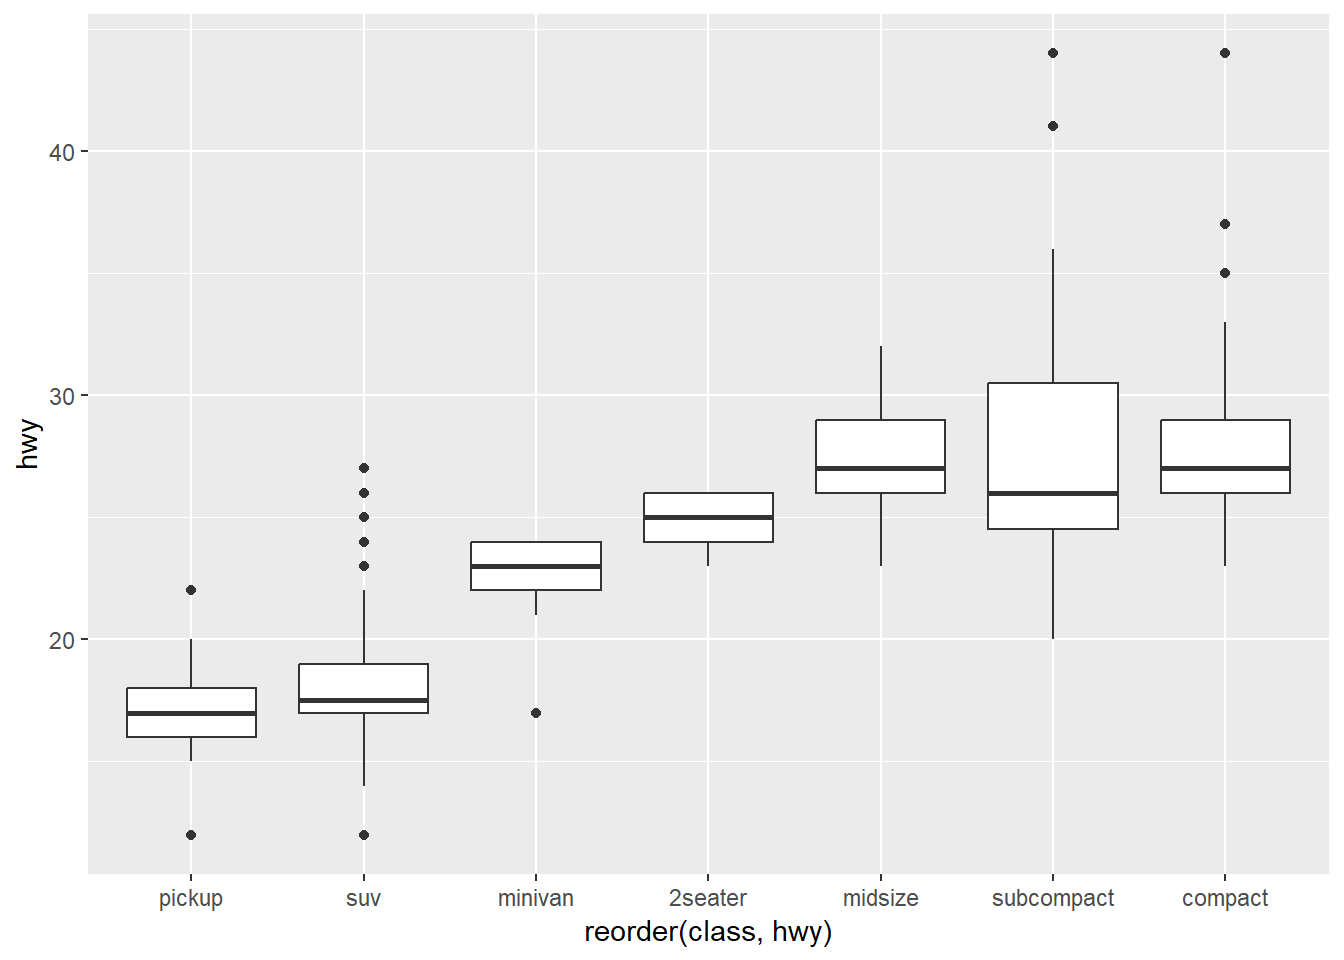 40
30
20
hwy
pickup suv minivan 2seater midsize subcompact compact
reorder(class, hwy)